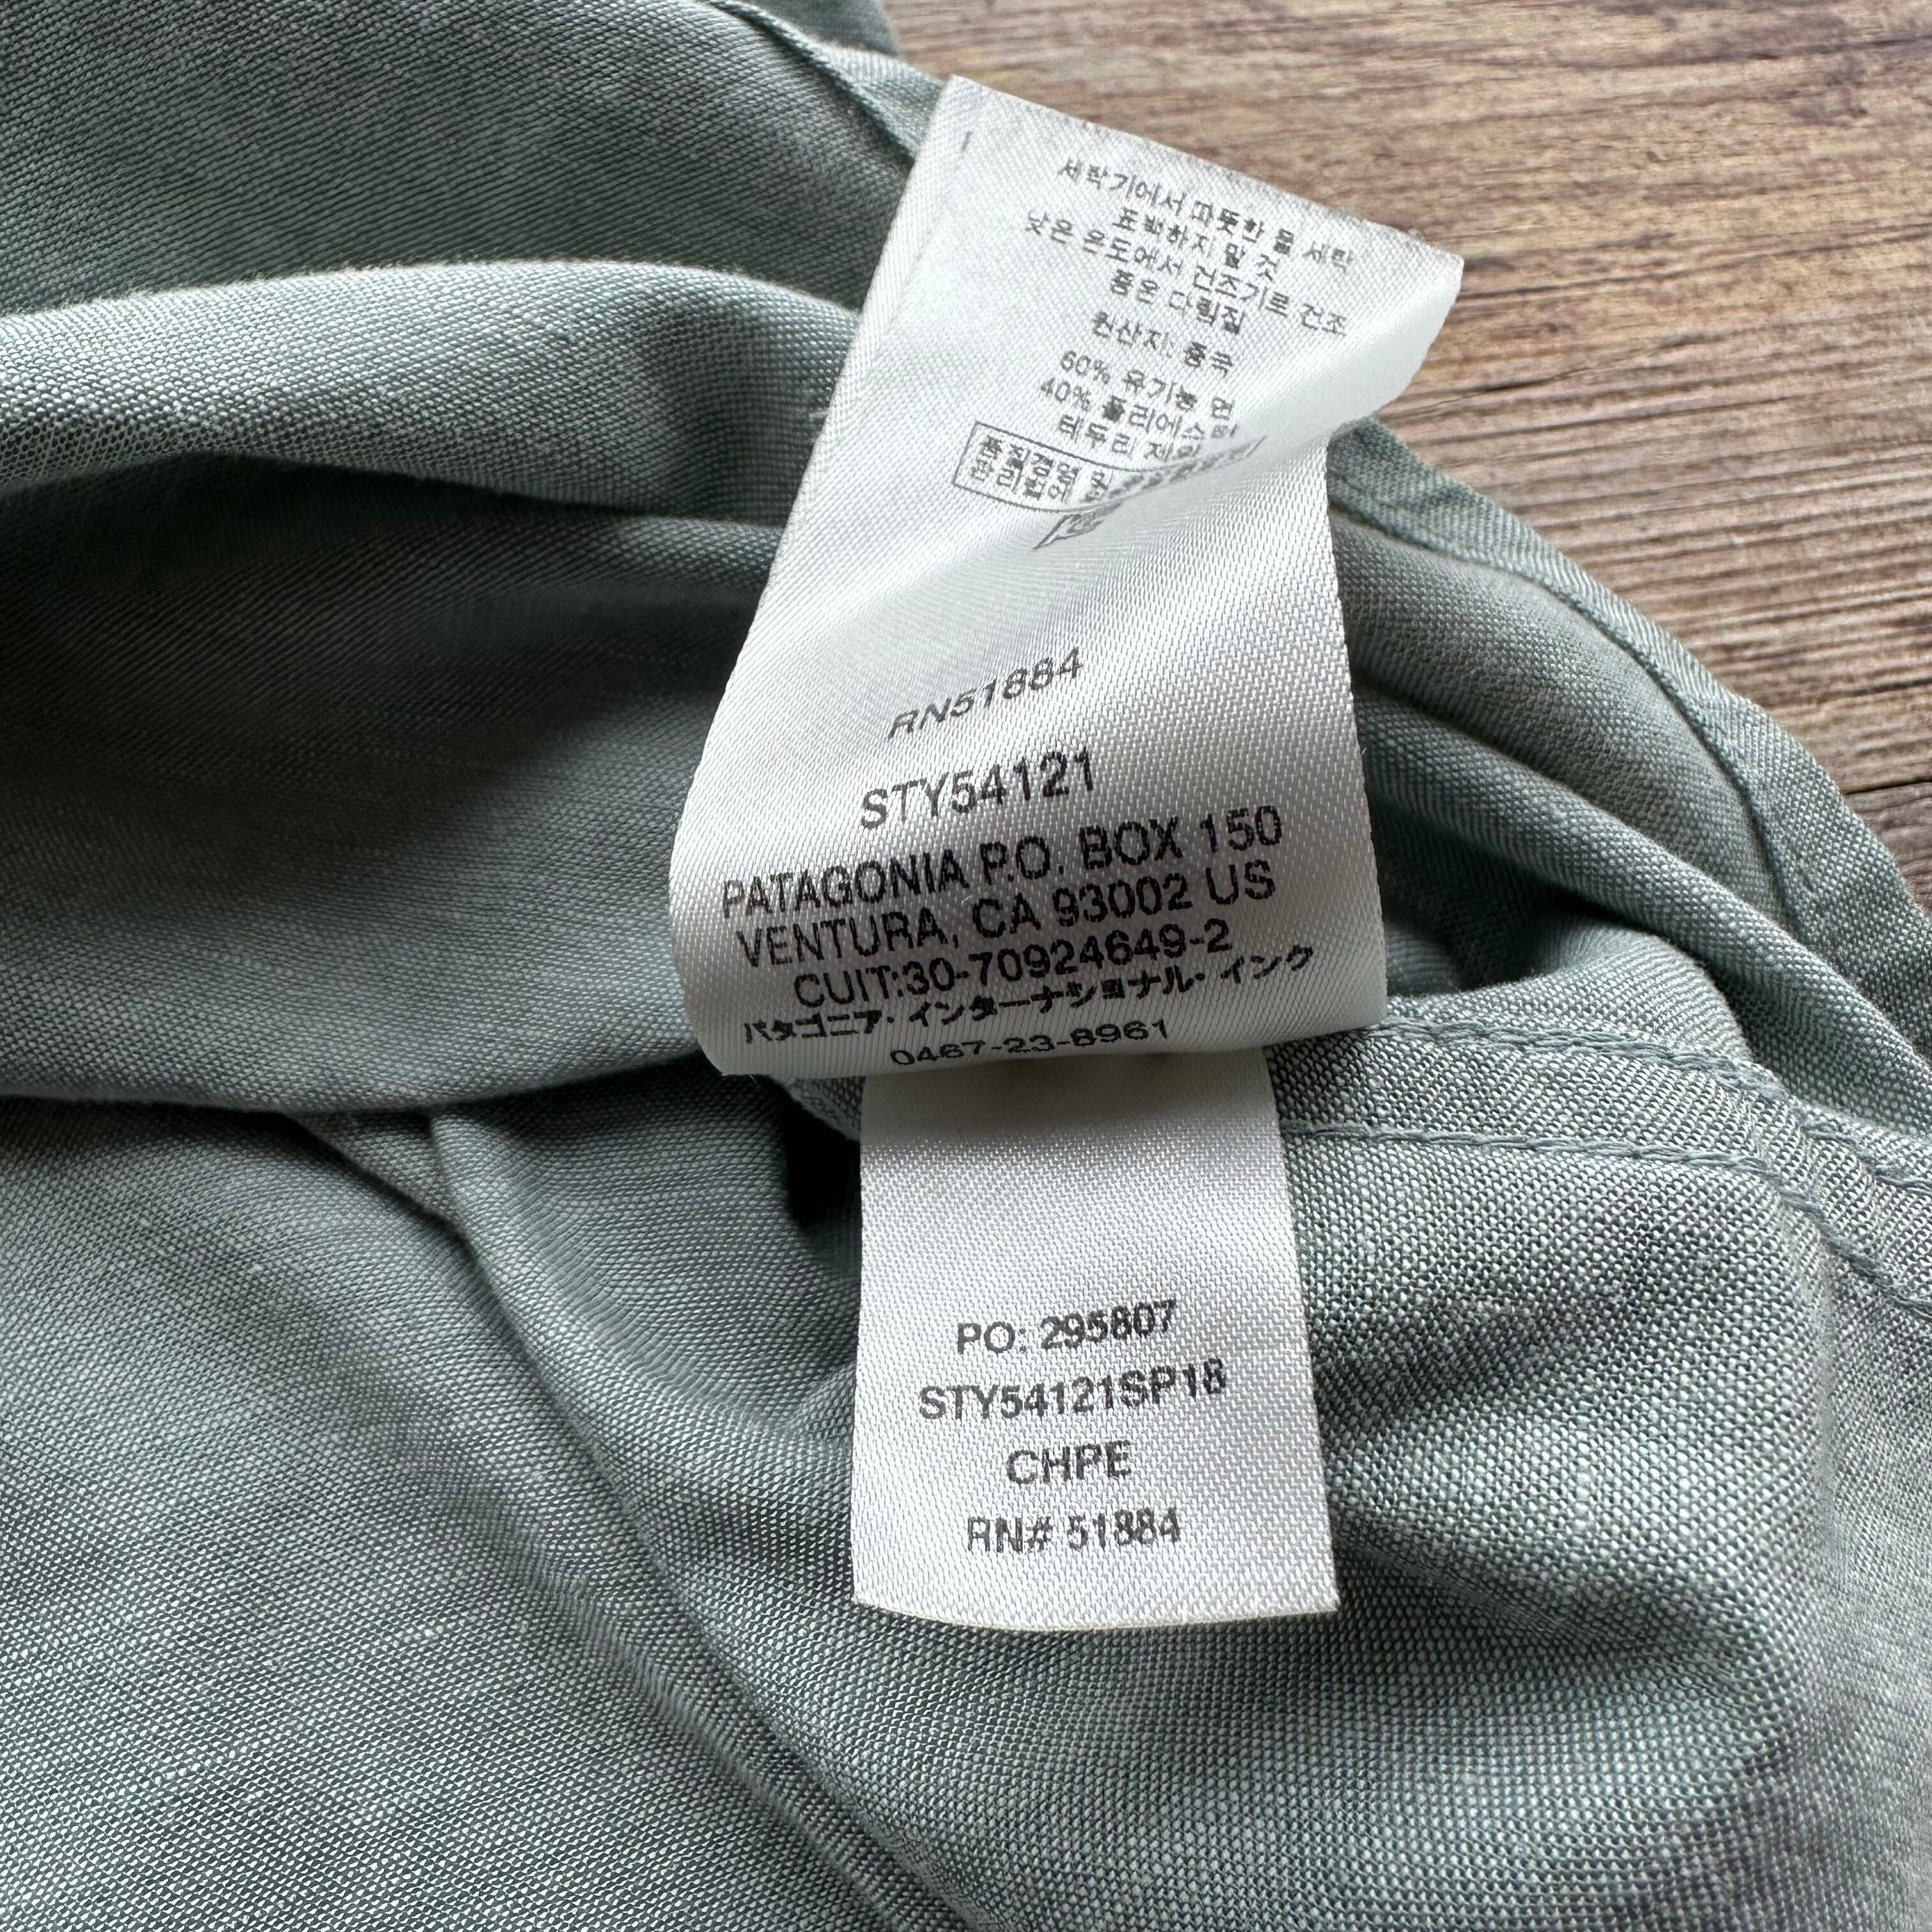 세탁기에서 따뜻한 물 세탁
표백하지 말 것
낮은 온도에서 건조기로 건조
중온 다림질
원산지: 중국
60% 유기농 면
40% 폴리에스터
테두리 제외
RN51884
STY54121
PATAGONIA P.O. BOX 150
VENTURA, CA 93002 US
CUIT:30-70924649-2
パタゴニア・インターナショナル・インク
0467-23-8961
PO: 295807
STY54121SP18
CHPE
RN# 51884